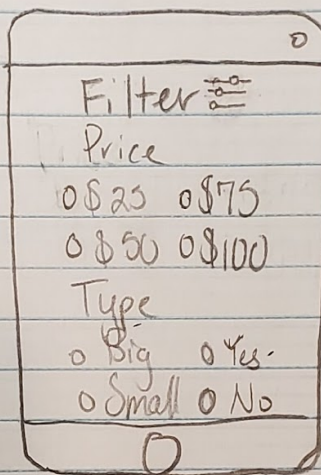 Filter
Price
$25 $75
$50 $100
Type
Big Yes
Small No